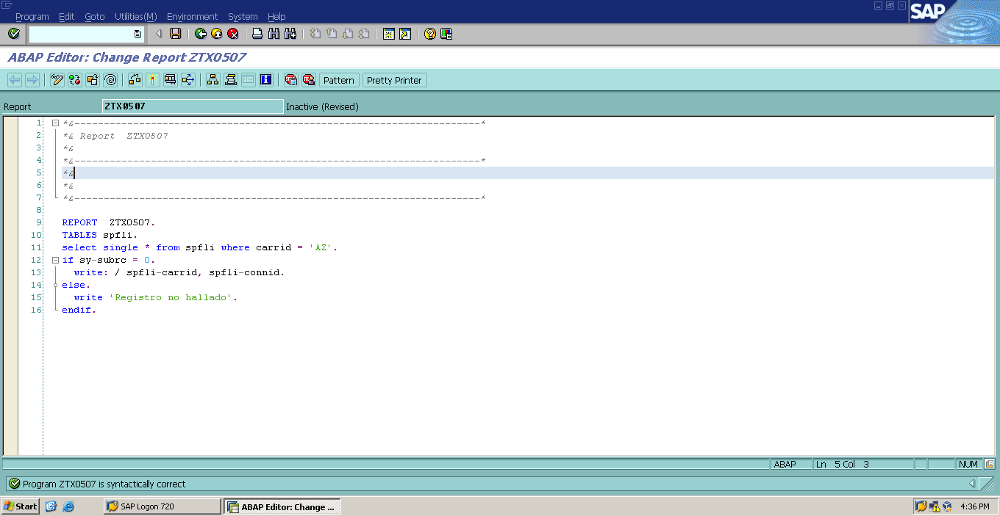 Program Edit Goto Utilities(M) Environment System Help
SAP
ABAP Editor: Change Report ZTX0507
Pattern Pretty Printer
Report ZTX0507 Inactive (Revised)
1 *&---------------------------------------------------------------------*
2 *& Report  ZTX0507
3 *&
4 *&---------------------------------------------------------------------*
5 *&
6 *&
7 *&---------------------------------------------------------------------*
8
9 REPORT  ZTX0507.
10 TABLES spfli.
11 select single * from spfli where carrid = 'AZ'.
12 if sy-subrc = 0.
13   write: / spfli-carrid, spfli-connid.
14 else.
15   write 'Registro no hallado'.
16 endif.
ABAP Ln 5 Col 3 NUM
Program ZTX0507 is syntactically correct
Start SAP Logon 720 ABAP Editor: Change ... 4:36 PM